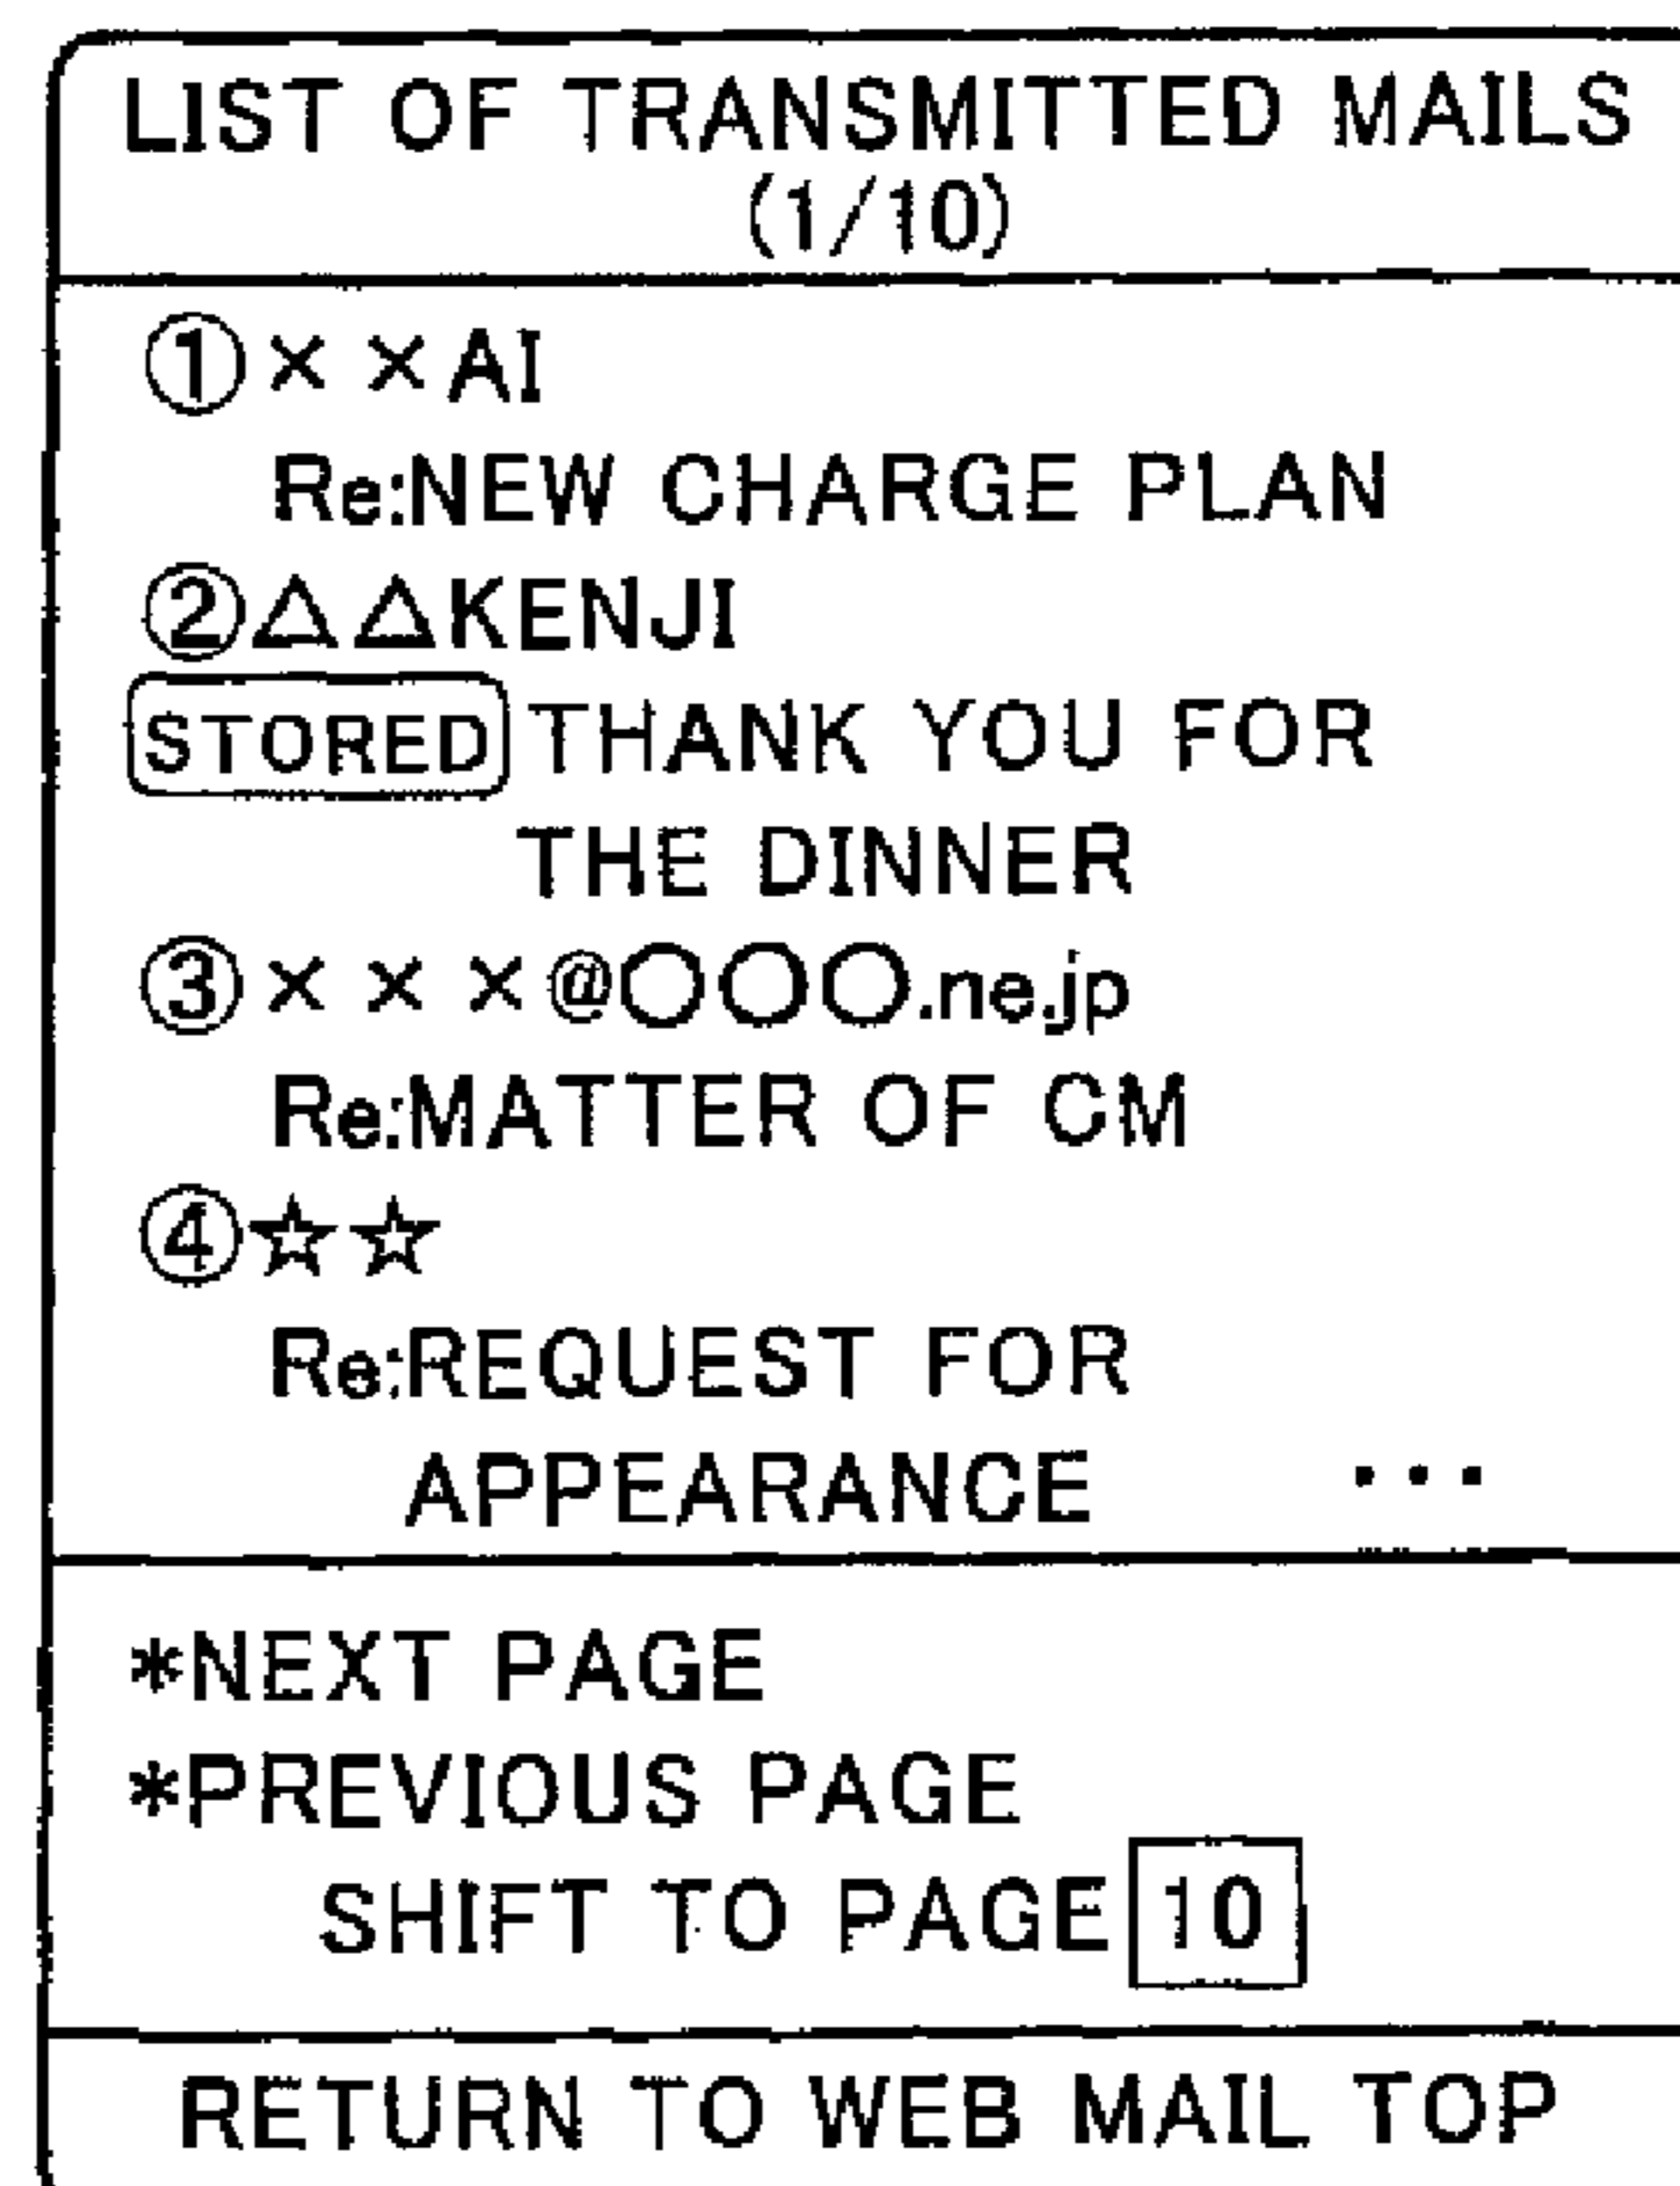 LIST OF TRANSMITTED MAILS
(1/10)
①××AI
Re:NEW CHARGE PLAN
②△△KENJI
STORED THANK YOU FOR
THE DINNER
③×××@〇〇〇.ne.jp
Re:MATTER OF CM
④☆☆
Re:REQUEST FOR
APPEARANCE ・・・
*NEXT PAGE
*PREVIOUS PAGE
SHIFT TO PAGE 10
RETURN TO WEB MAIL TOP